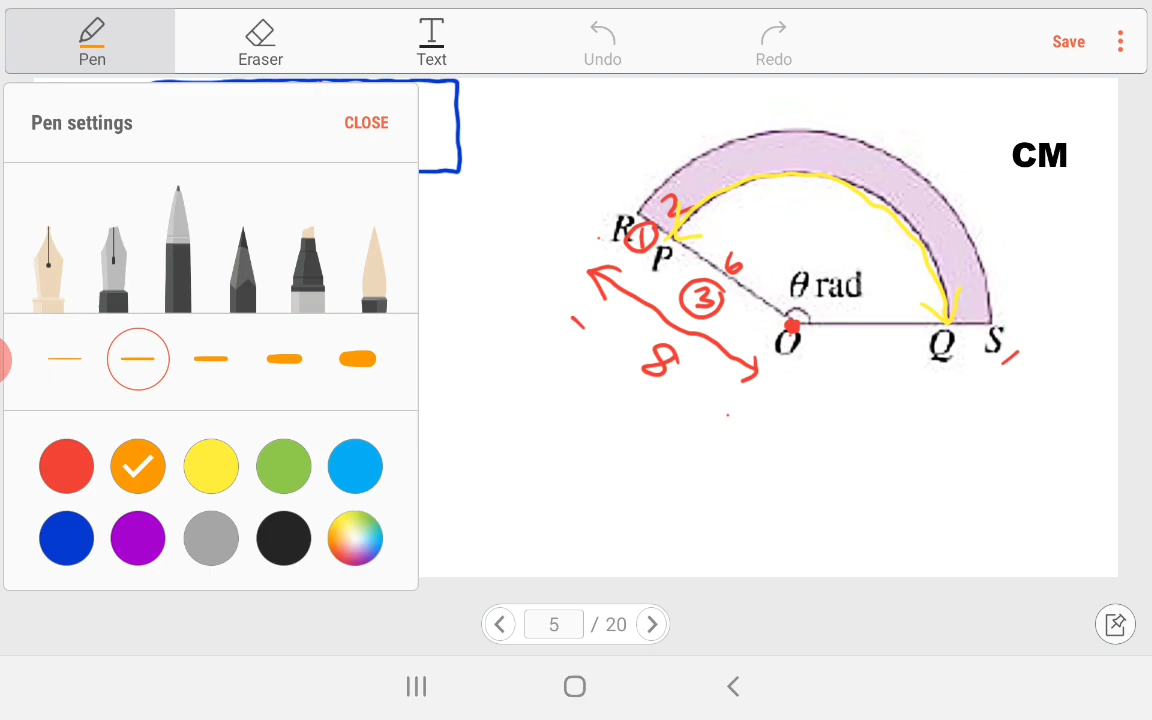 Pen
Eraser
Text
Undo
Redo
Save
Pen settings
CLOSE
CM
R
2
①
P
6
③
θ rad
8
O
Q
S
5 / 20